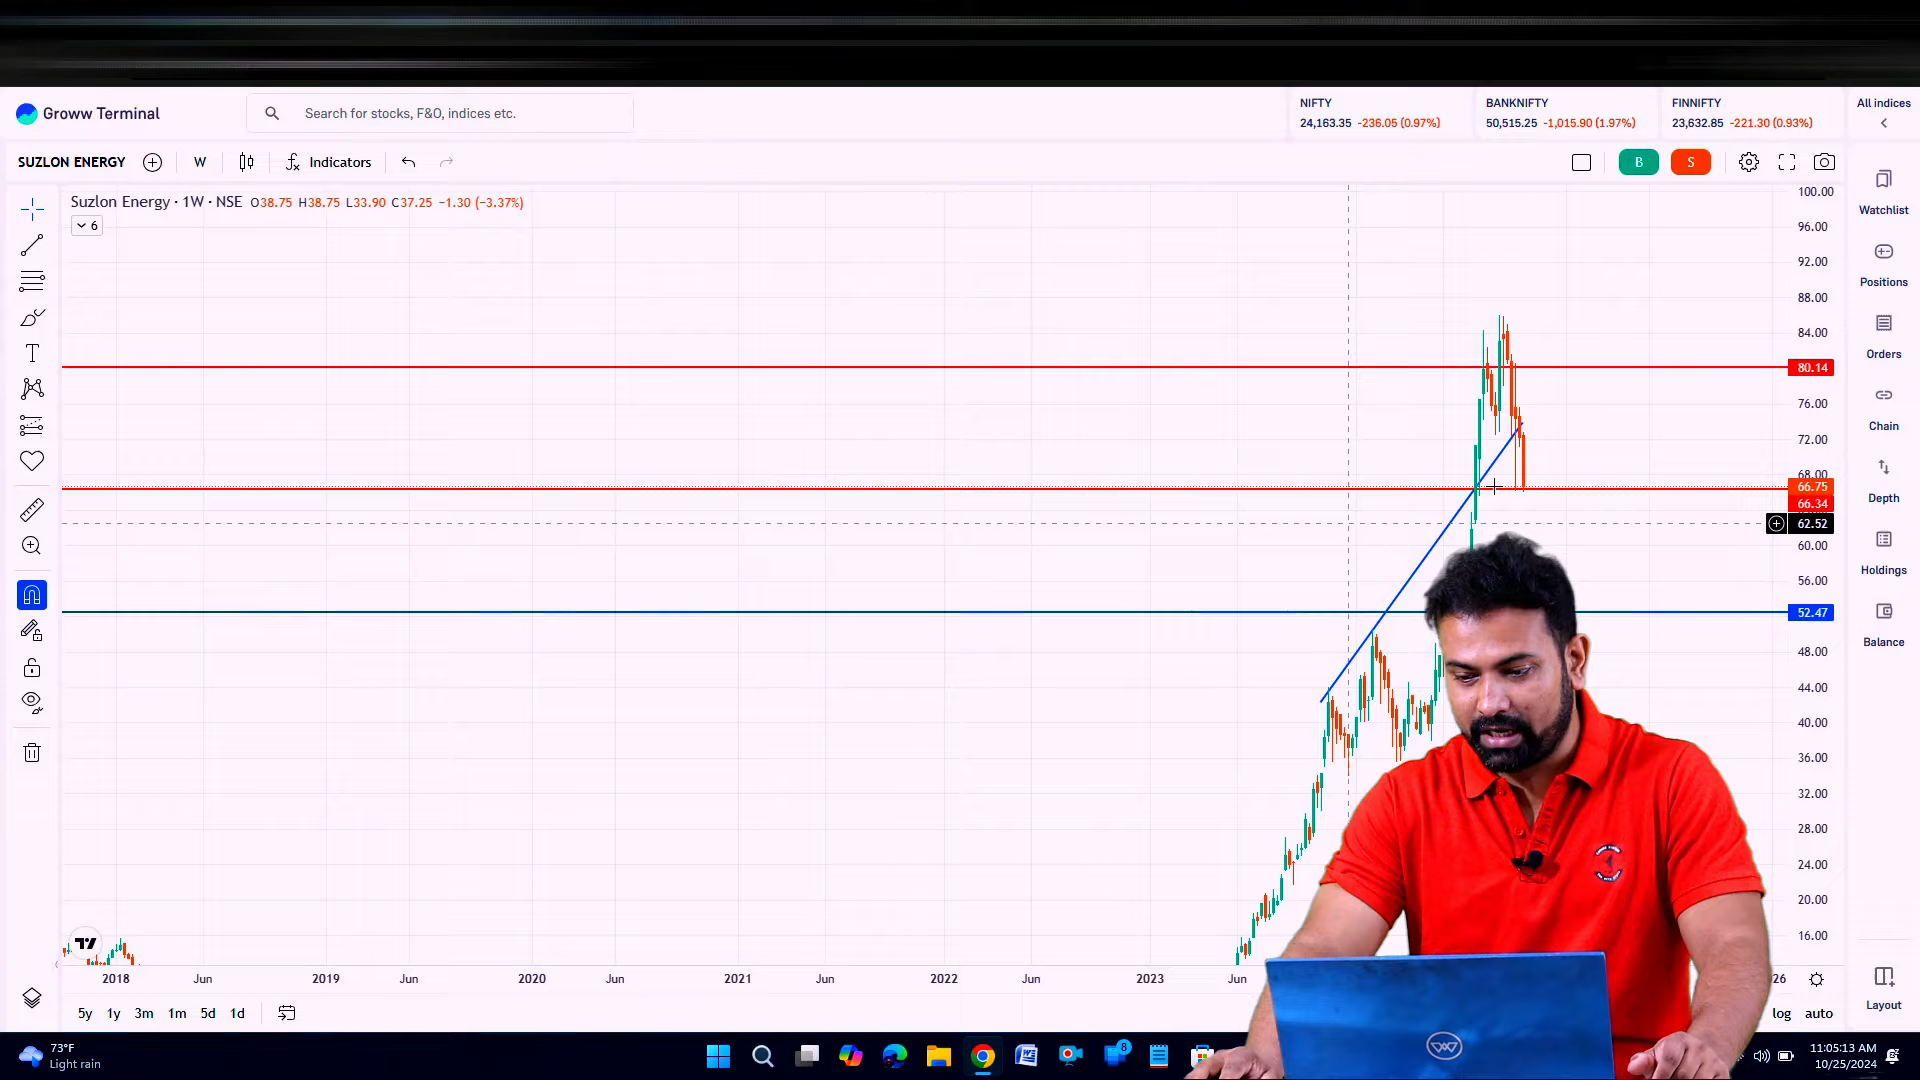 Groww Terminal
Search for stocks, F&O, indices etc.
NIFTY
24,163.35 -236.05 (0.97%)
BANKNIFTY
50,515.25 -1,015.90 (1.97%)
FINNIFTY
23,632.85 -221.30 (0.93%)
All indices
SUZLON ENERGY
W
Indicators
B
S
Suzlon Energy · 1W · NSE O38.75 H38.75 L33.90 C37.25 −1.30 (−3.37%)
6
100.00
96.00
92.00
88.00
84.00
80.14
76.00
72.00
68.00
66.75
66.34
62.52
60.00
56.00
52.47
48.00
44.00
40.00
36.00
32.00
28.00
24.00
20.00
16.00
Watchlist
Positions
Orders
Chain
Depth
Holdings
Balance
Layout
2018 Jun 2019 Jun 2020 Jun 2021 Jun 2022 Jun 2023 Jun 26
5y 1y 3m 1m 5d 1d
log auto
73°F
Light rain
8
11:05:13 AM
10/25/2024